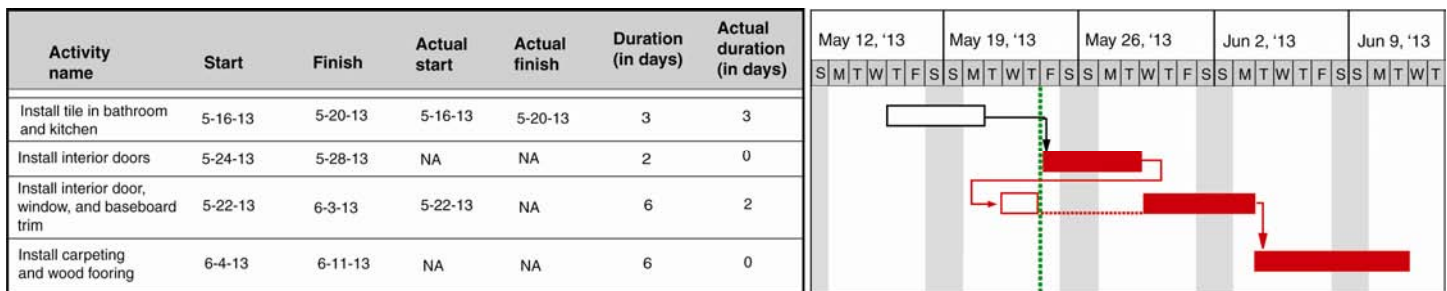 Activity name Start Finish Actual start Actual finish Duration (in days) Actual duration (in days)
Install tile in bathroom and kitchen 5-16-13 5-20-13 5-16-13 5-20-13 3 3
Install interior doors 5-24-13 5-28-13 NA NA 2 0
Install interior door, window, and baseboard trim 5-22-13 6-3-13 5-22-13 NA 6 2
Install carpeting and wood fooring 6-4-13 6-11-13 NA NA 6 0
May 12, '13 May 19, '13 May 26, '13 Jun 2, '13 Jun 9, '13
S M T W T F S S M T W T F S S M T W T F S S M T W T F S S M T W T